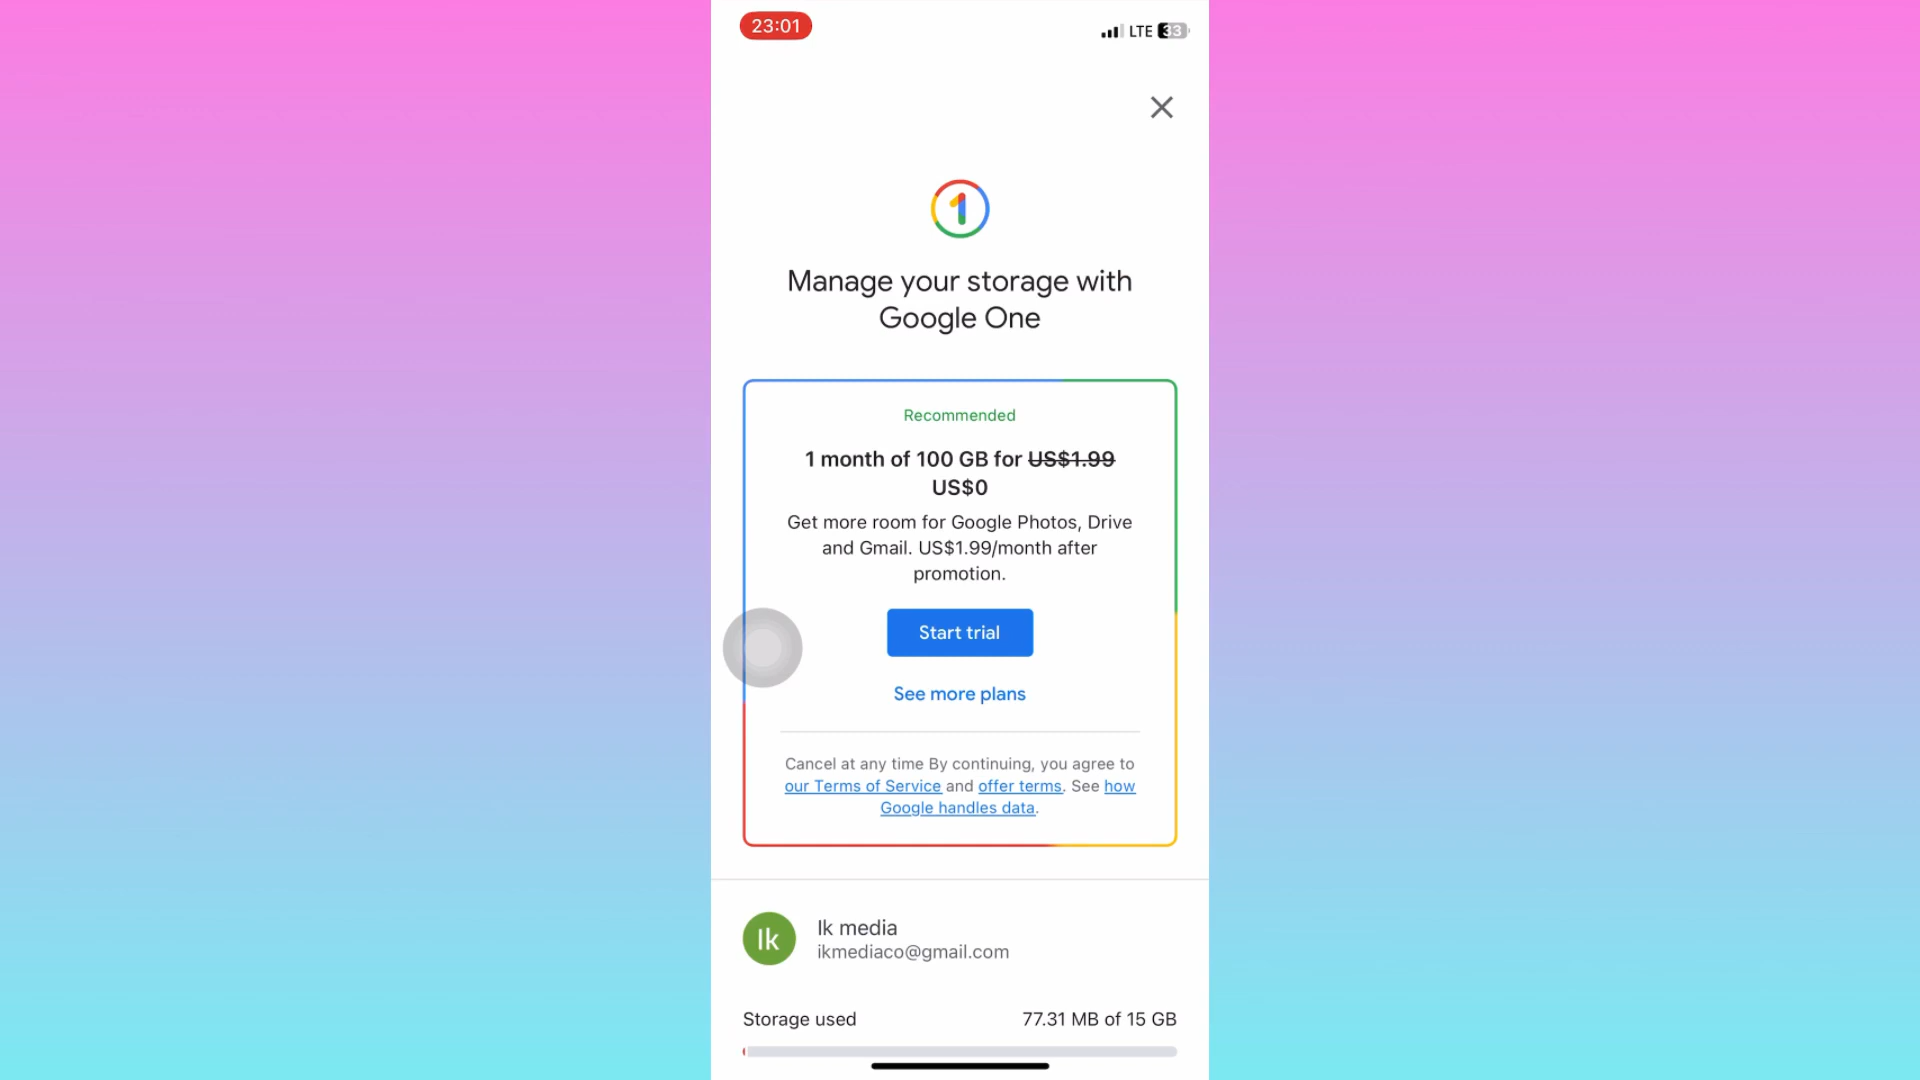 23:01
LTE 33
1
Manage your storage with
Google One
Recommended
1 month of 100 GB for US$1.99
US$0
Get more room for Google Photos, Drive
and Gmail. US$1.99/month after
promotion.
Start trial
See more plans
Cancel at any time By continuing, you agree to
our Terms of Service and offer terms. See how
Google handles data.
Ik
Ik media
ikmediaco@gmail.com
Storage used
77.31 MB of 15 GB